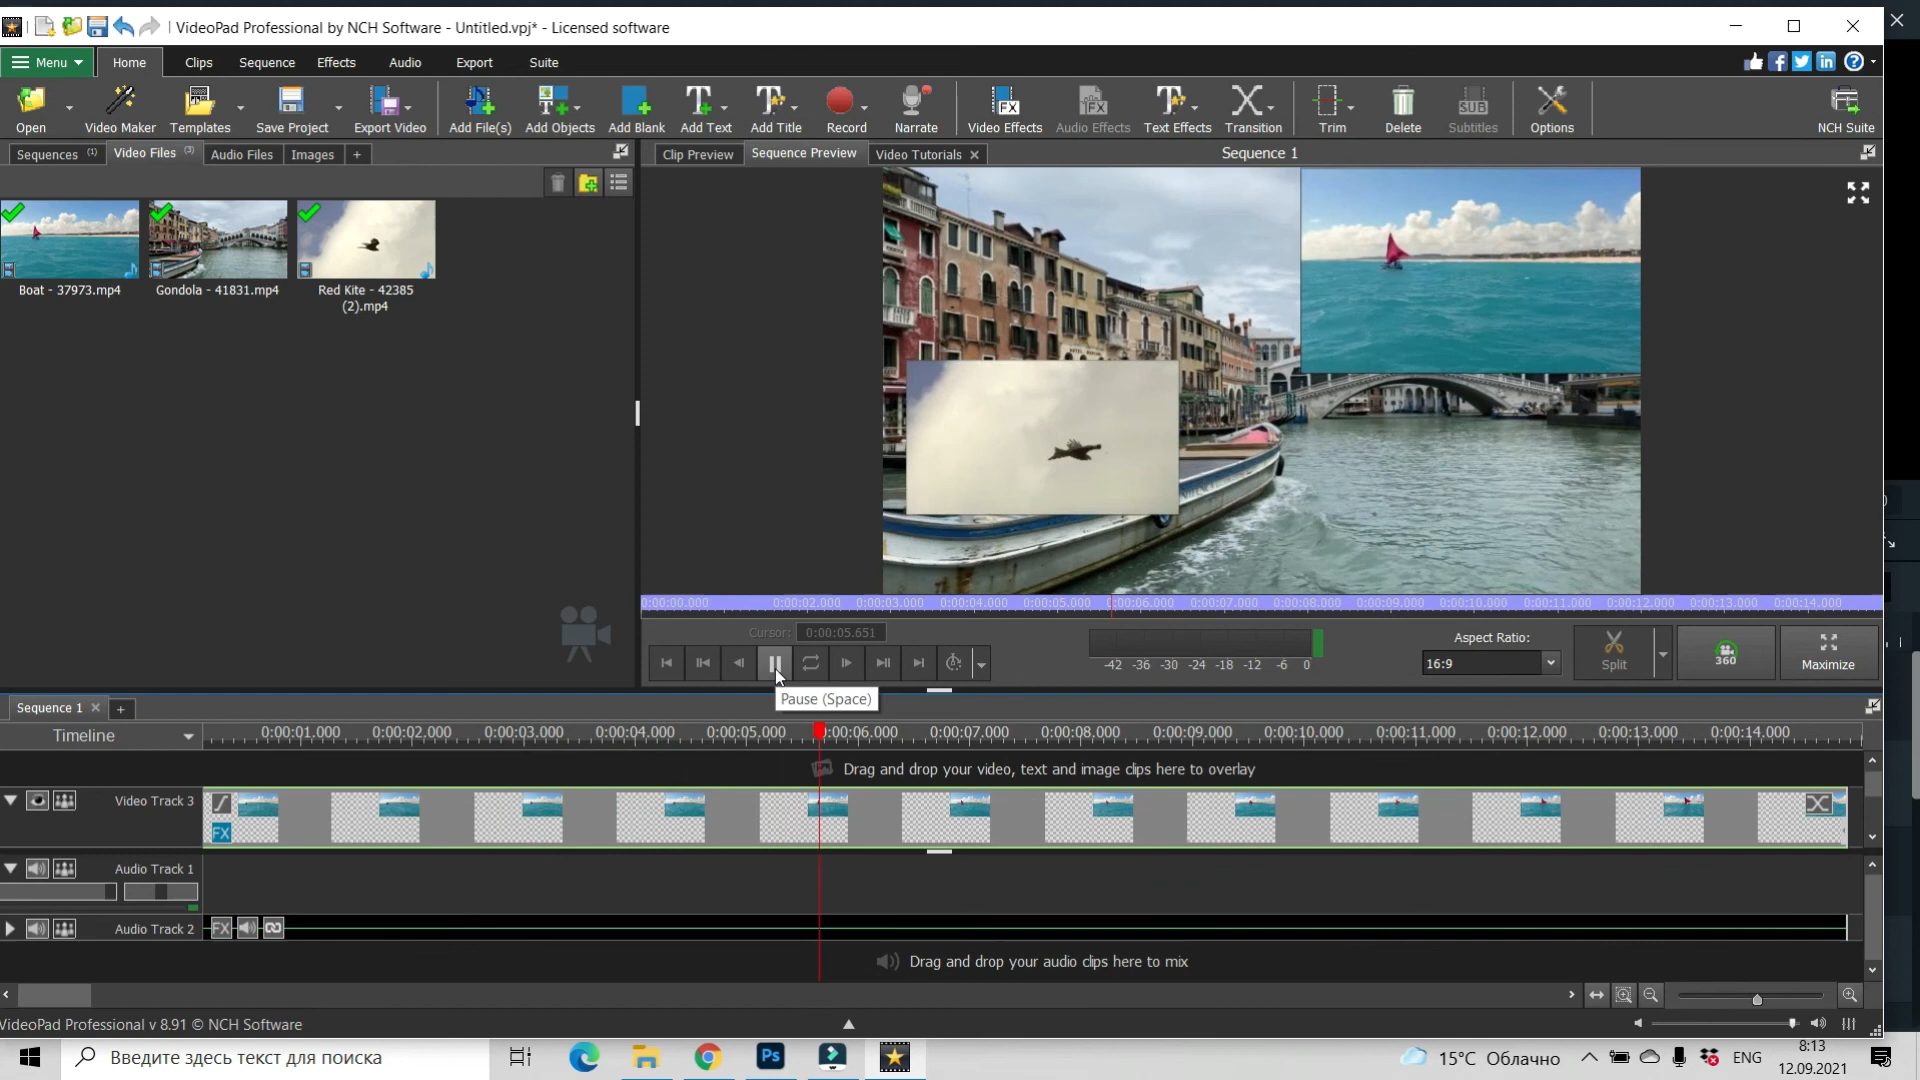 VideoPad Professional by NCH Software - Untitled.vpj* - Licensed software
Menu Home Clips Sequence Effects Audio Export Suite
Open Video Maker Templates Save Project Export Video Add File(s) Add Objects Add Blank Add Text Add Title Record Narrate Video Effects Audio Effects Text Effects Transition Trim Delete Subtitles Options NCH Suite
Sequences (1) Video Files (3) Audio Files Images + Clip Preview Sequence Preview Video Tutorials Sequence 1
Boat - 37973.mp4 Gondola - 41831.mp4 Red Kite - 42385
(2).mp4
0:00:00.000 0:00:02.000 0:00:03.000 0:00:04.000 0:00:05.000 0:00:06.000 0:00:07.000 0:00:08.000 0:00:09.000 0:00:10.000 0:00:11.000 0:00:12.000 0:00:13.000 0:00:14.000
Cursor: 0:00:05.651
Aspect Ratio:
16:9
-42 -36 -30 -24 -18 -12 -6 0
Split 360 Maximize
Pause (Space)
Sequence 1
Timeline 0:00:01.000 0:00:02.000 0:00:03.000 0:00:04.000 0:00:05.000 0:00:06.000 0:00:07.000 0:00:08.000 0:00:09.000 0:00:10.000 0:00:11.000 0:00:12.000 0:00:13.000 0:00:14.000
Drag and drop your video, text and image clips here to overlay
Video Track 3
FX
Audio Track 1
Audio Track 2 FX
Drag and drop your audio clips here to mix
VideoPad Professional v 8.91 © NCH Software
Введите здесь текст для поиска
Ps
15°C Облачно
ENG
8:13
12.09.2021